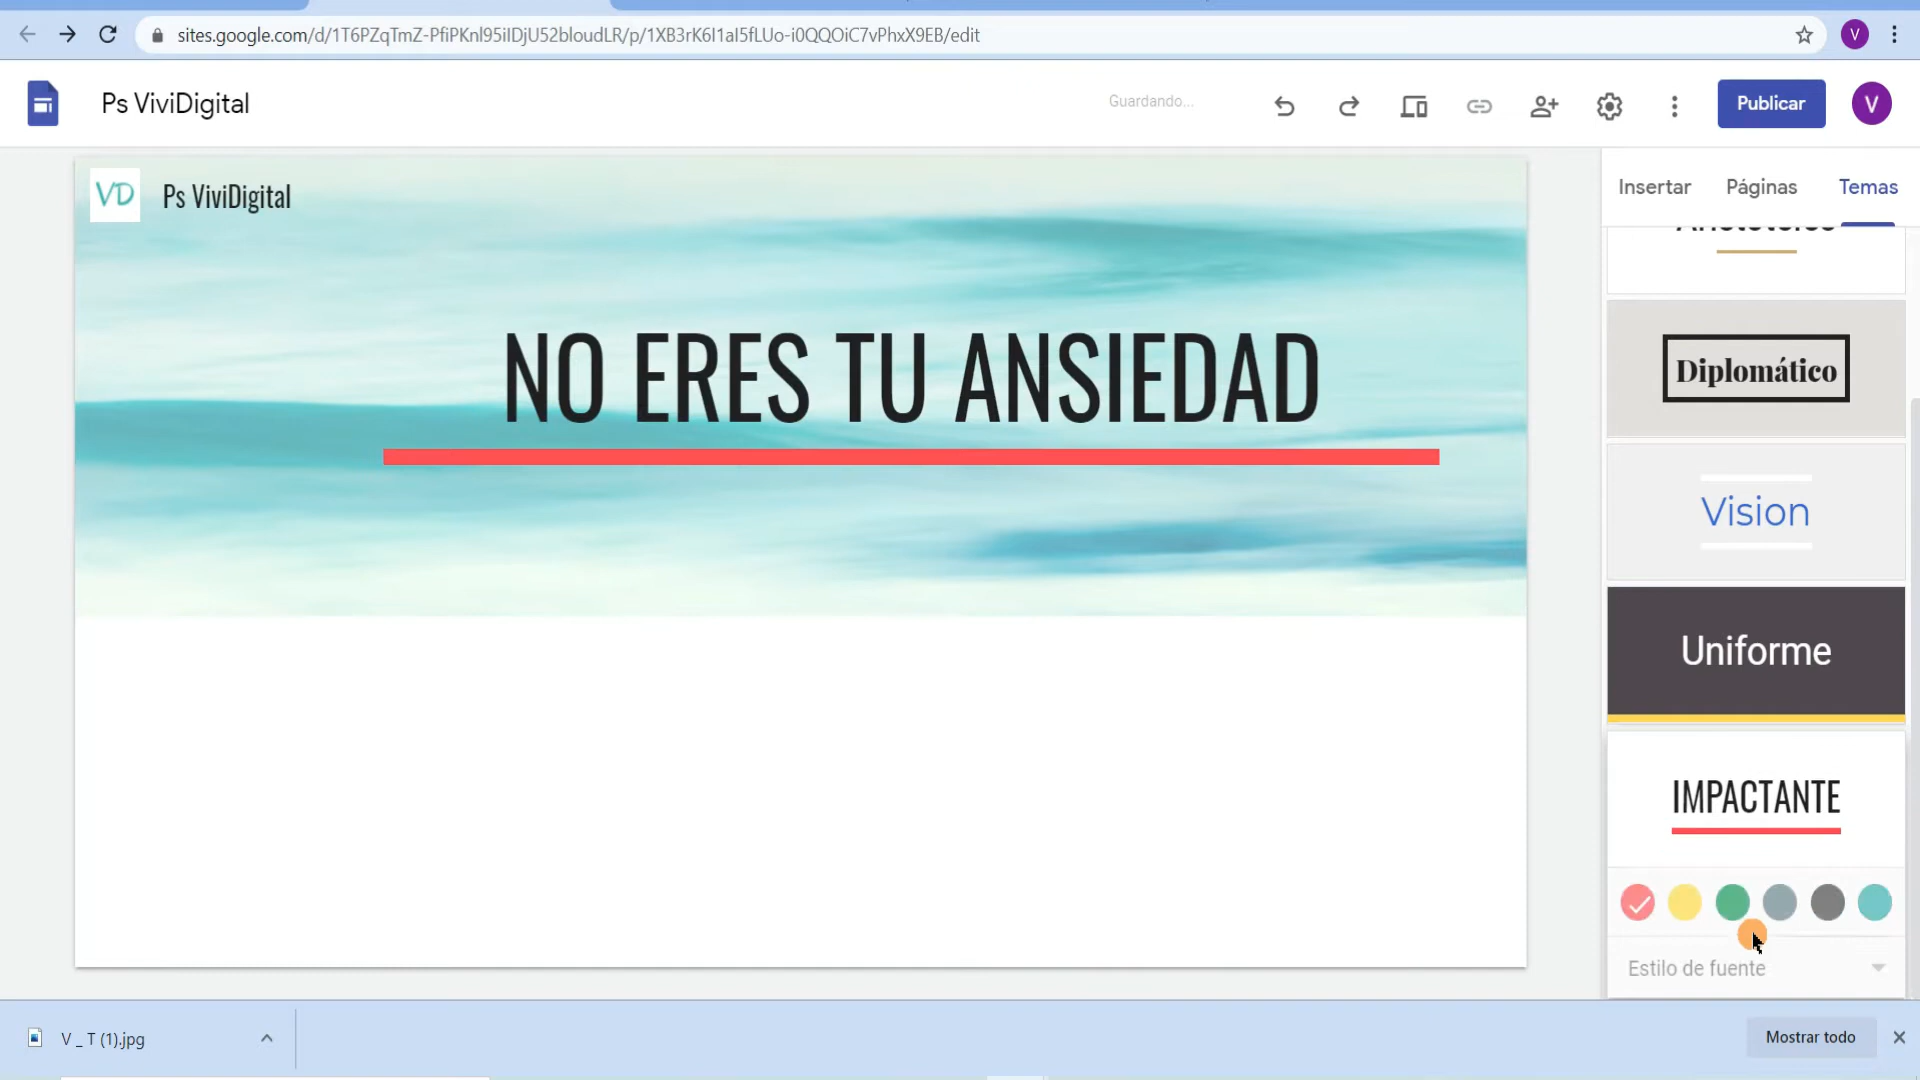 sites.google.com/d/1T6PZqTmZ-PfiPKnl95ilDjU52bloudLR/p/1XB3rK6I1aI5fLUo-i0QQOiC7vPhxX9EB/edit
V
Ps ViviDigital
Guardando...
Publicar
V
VD
Ps ViviDigital
NO ERES TU ANSIEDAD
Insertar
Páginas
Temas
Diplomático
Vision
Uniforme
IMPACTANTE
Estilo de fuente
V _ T (1).jpg
Mostrar todo